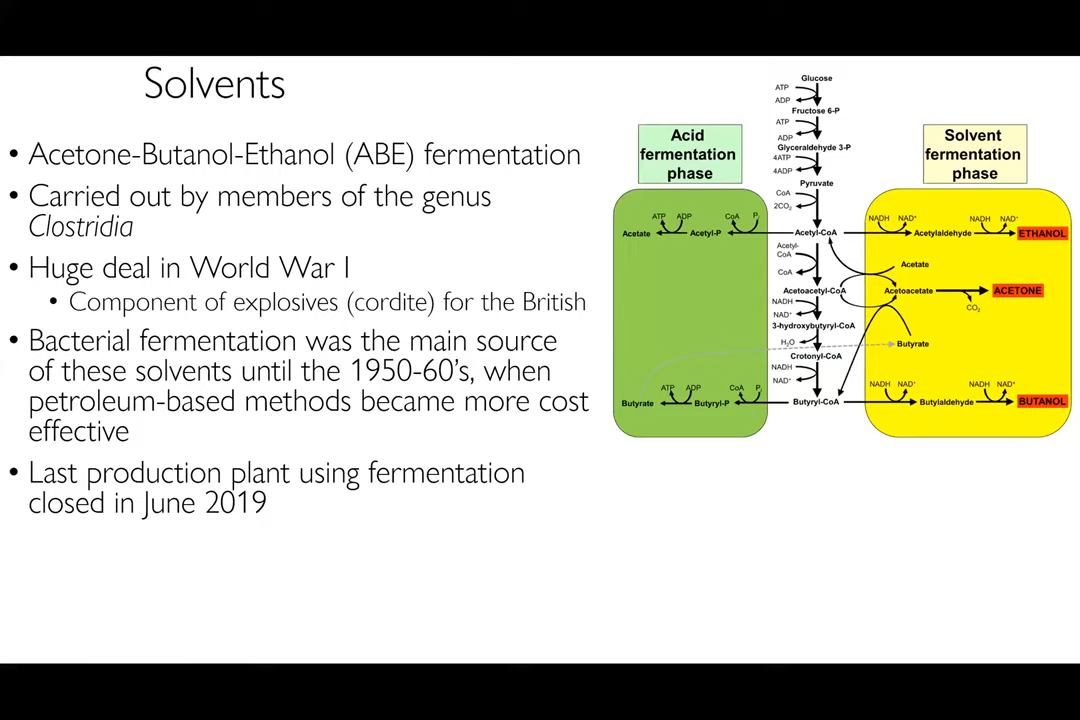 Solvents
• Acetone-Butanol-Ethanol (ABE) fermentation
• Carried out by members of the genus
Clostridia
• Huge deal in World War I
• Component of explosives (cordite) for the British
• Bacterial fermentation was the main source
of these solvents until the 1950-60's, when
petroleum-based methods became more cost
effective
• Last production plant using fermentation
closed in June 2019
Acid
fermentation
phase
Solvent
fermentation
phase
Glucose
ATP
ADP
Fructose 6-P
ATP
ADP
Glyceraldehyde 3-P
4ATP
4ADP
Pyruvate
CoA
2CO₂
Acetate
ATP ADP
Acetyl-P
CoA Pᵢ
Acetyl-CoA
NADH NAD⁺
Acetylaldehyde
NADH NAD⁺
ETHANOL
Acetyl-
CoA
CoA
Acetate
Acetoacetyl-CoA
Acetoacetate
CO₂
ACETONE
NADH
NAD⁺
3-hydroxybutyryl-CoA
H₂O
Butyrate
Crotonyl-CoA
NADH
NAD⁺
Butyrate
ATP ADP
Butyryl-P
CoA Pᵢ
Butyryl-CoA
NADH NAD⁺
Butylaldehyde
NADH NAD⁺
BUTANOL